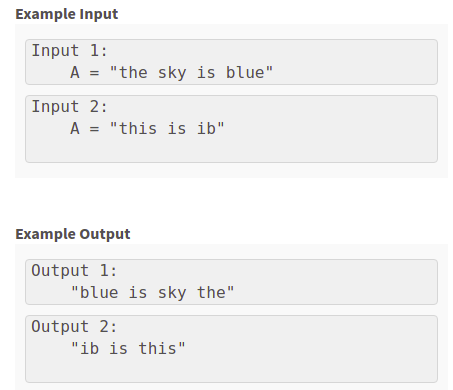 Example Input
Input 1:
A = "the sky is blue"
Input 2:
A = "this is ib"
Example Output
Output 1:
"blue is sky the"
Output 2:
"ib is this"